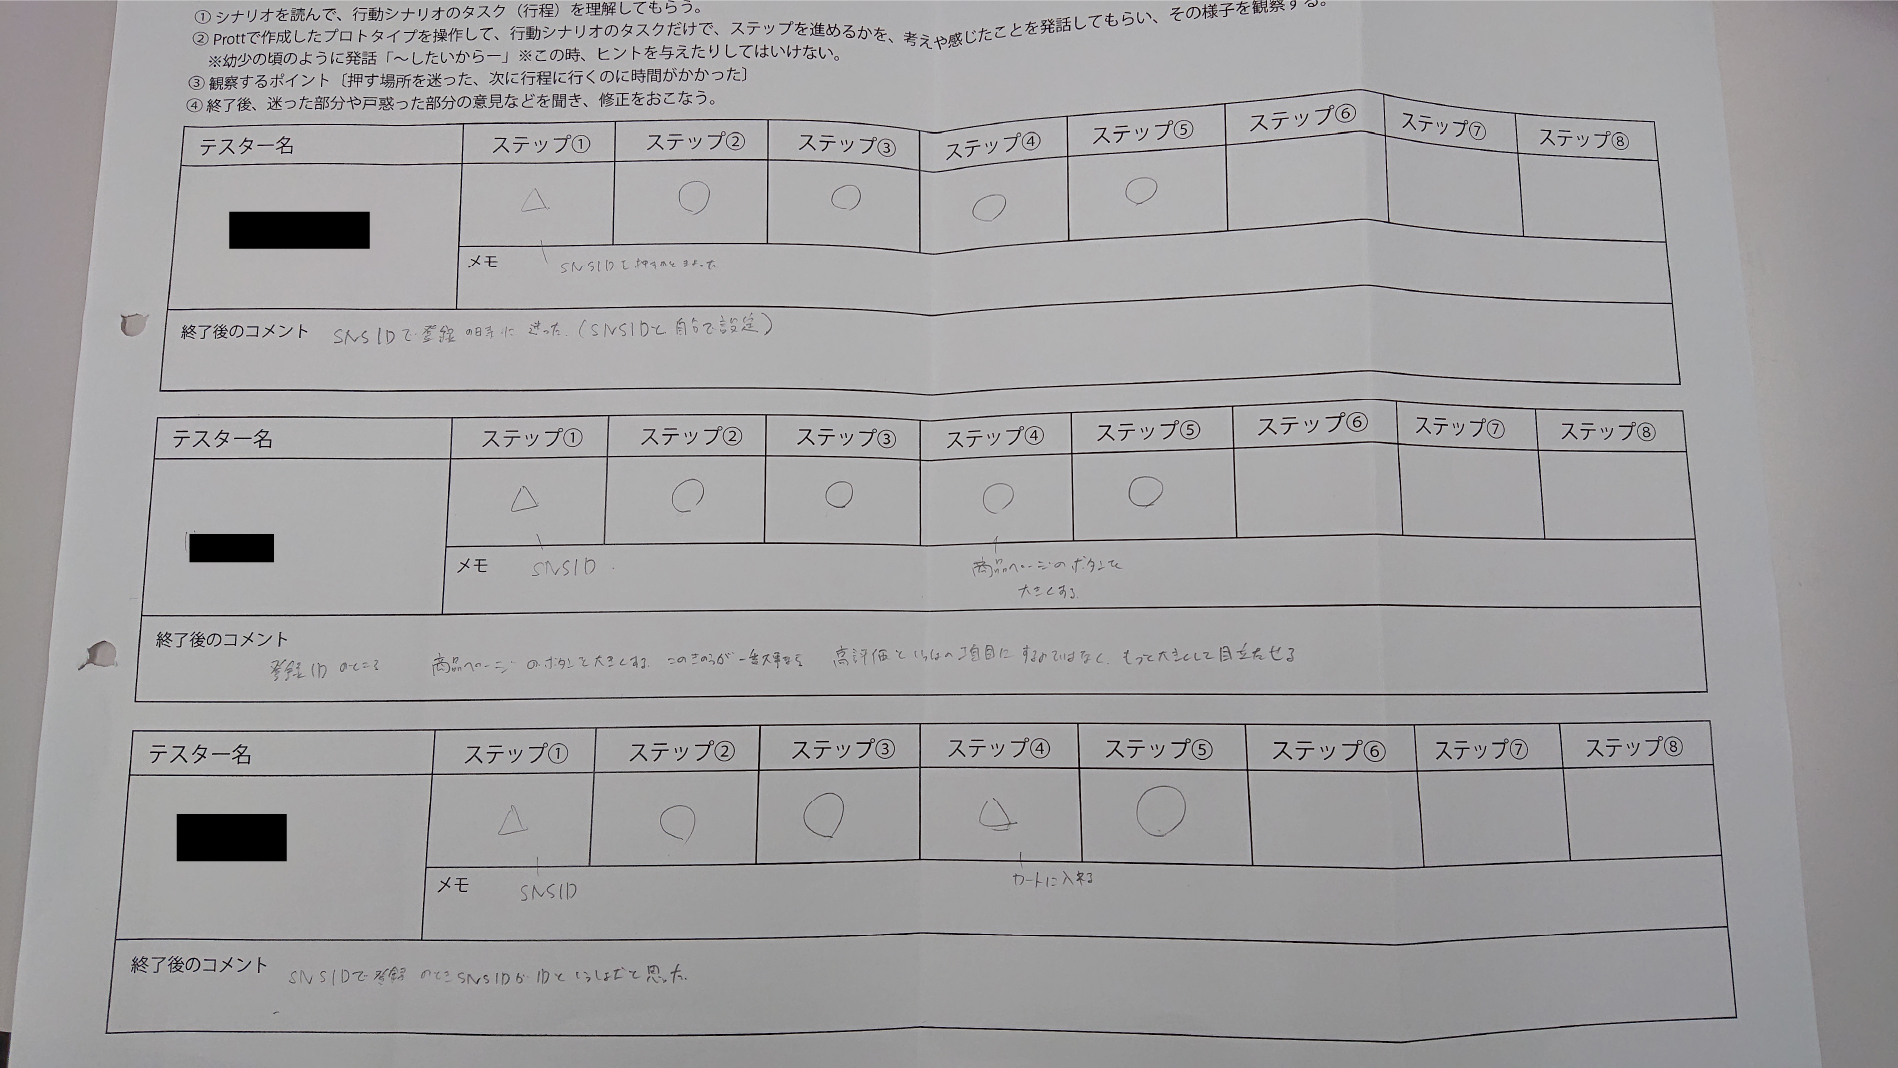 ① シナリオを読んで、行動シナリオのタスク（行程）を理解してもらう。
② Prottで作成したプロトタイプを操作して、行動シナリオのタスクだけで、ステップを進めるかを、考えや感じたことを発話してもらい、その様子を観察する。
※幼少の頃のように発話「〜したいからー」※この時、ヒントを与えたりしてはいけない。
③ 観察するポイント〔押す場所を迷った、次に行程に行くのに時間がかかった〕
④ 終了後、迷った部分や戸惑った部分の意見などを聞き、修正をおこなう。
テスター名 ステップ① ステップ② ステップ③ ステップ④ ステップ⑤ ステップ⑥ ステップ⑦ ステップ⑧
△ ○ ○ ○ ○
メモ SNSIDを押すのとまよった
終了後のコメント SNSIDで登録の時に迷った.(SNSIDと自分で設定)
テスター名 ステップ① ステップ② ステップ③ ステップ④ ステップ⑤ ステップ⑥ ステップ⑦ ステップ⑧
△ ○ ○ ○ ○
メモ SNSID 商品ページのボタンを
大きくする.
終了後のコメント
登録IDのところ 商品ページのボタンを大きくする. このきのうが一番大事なら 高評価といっしょの項目にするのではなく、もっと大きくして目立たせる
テスター名 ステップ① ステップ② ステップ③ ステップ④ ステップ⑤ ステップ⑥ ステップ⑦ ステップ⑧
△ ○ ○ △ ○
メモ SNSID カートに入れる
終了後のコメント SNSIDで登録のときSNSIDがIDといっしょだと思った.